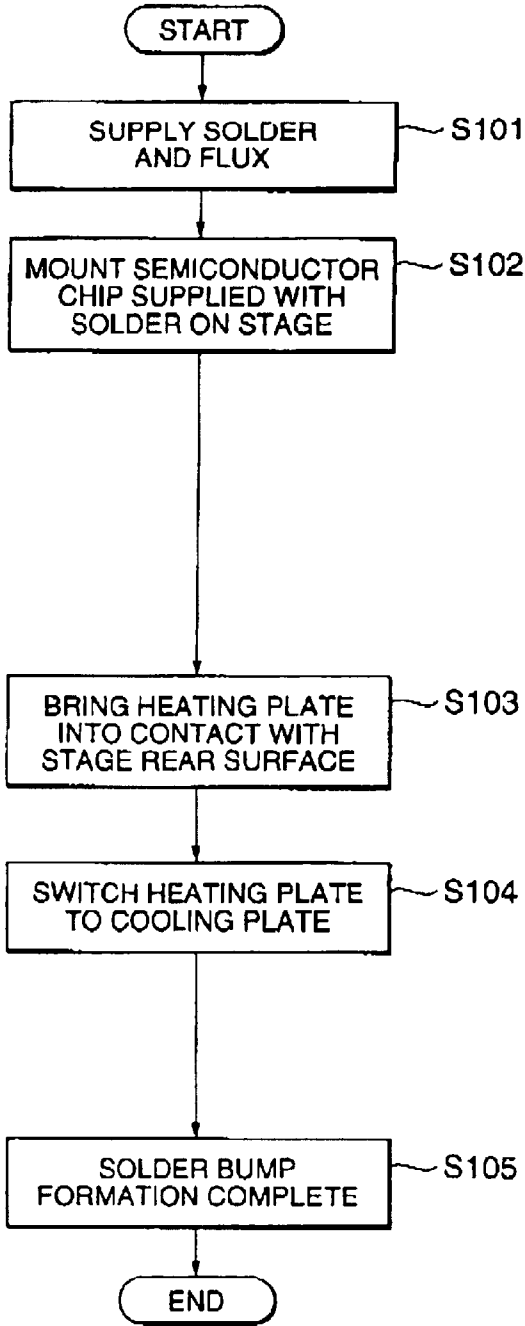 START
SUPPLY SOLDER
AND FLUX
S101
MOUNT SEMICONDUCTOR
CHIP SUPPLIED WITH
SOLDER ON STAGE
S102
BRING HEATING PLATE
INTO CONTACT WITH
STAGE REAR SURFACE
S103
SWITCH HEATING PLATE
TO COOLING PLATE
S104
SOLDER BUMP
FORMATION COMPLETE
S105
END